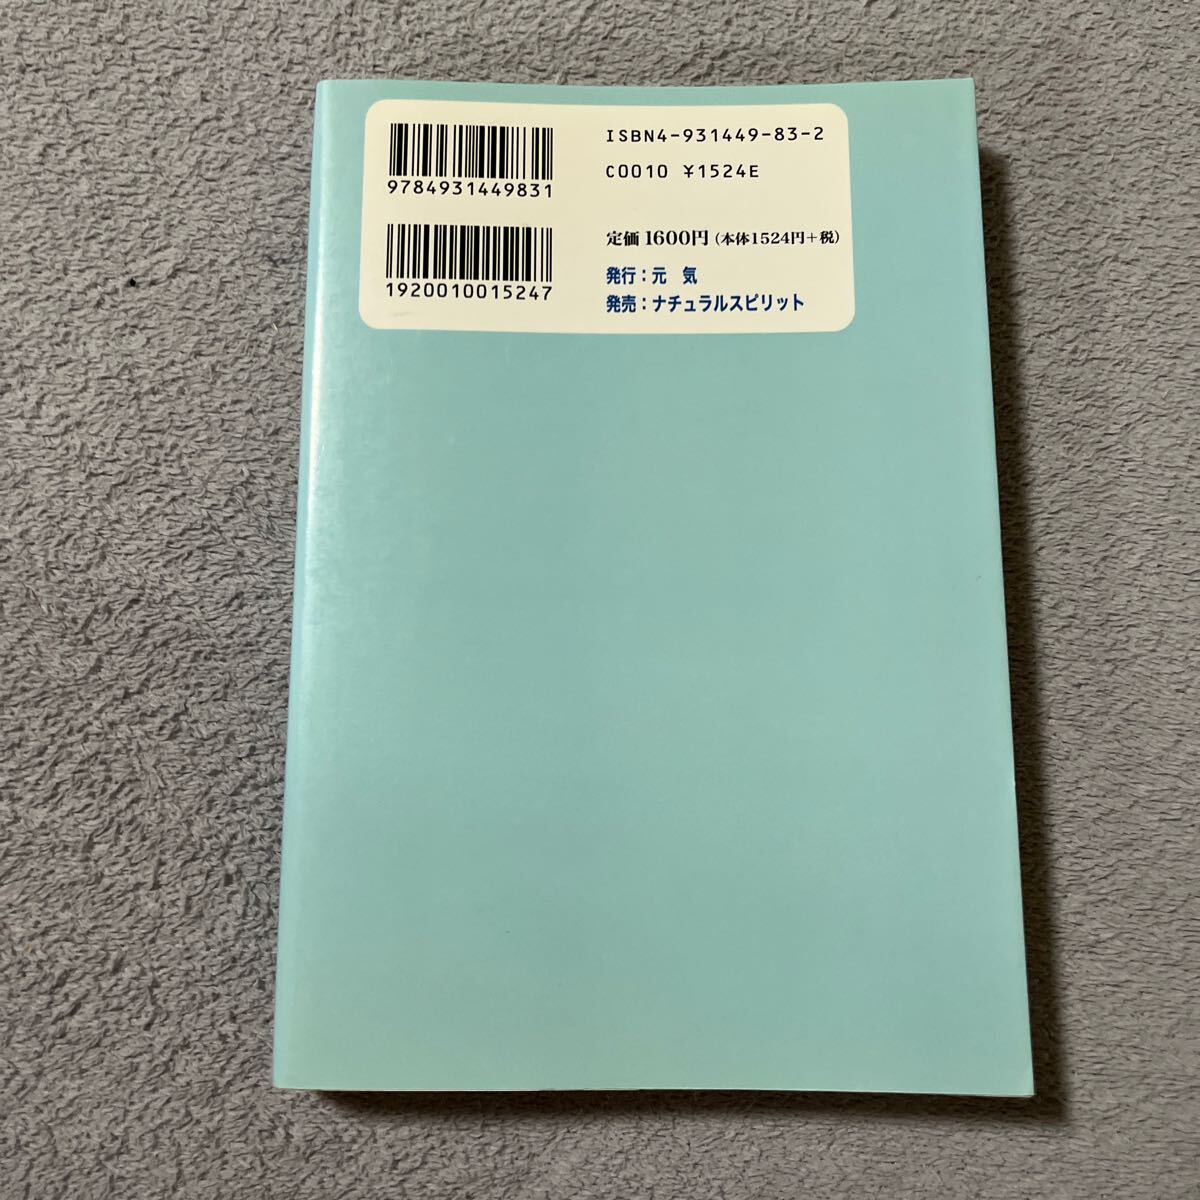 9784931449831
1920010015247
ISBN4-931449-83-2
C0010 ¥1524E
定価1600円(本体1524円+税)
発行:元 気
発売:ナチュラルスピリット